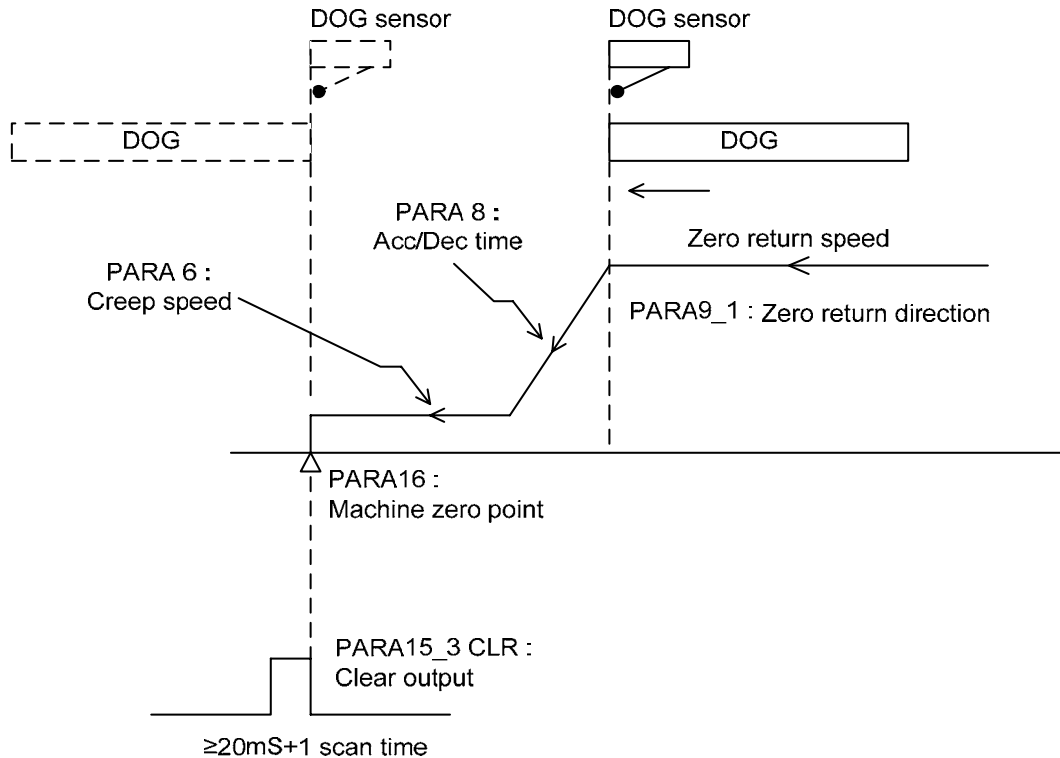 DOG sensor
DOG sensor
DOG
DOG
PARA 8 :
Acc/Dec time
Zero return speed
PARA 6 :
Creep speed
PARA9_1 : Zero return direction
PARA16 :
Machine zero point
PARA15_3 CLR :
Clear output
≥20mS+1 scan time